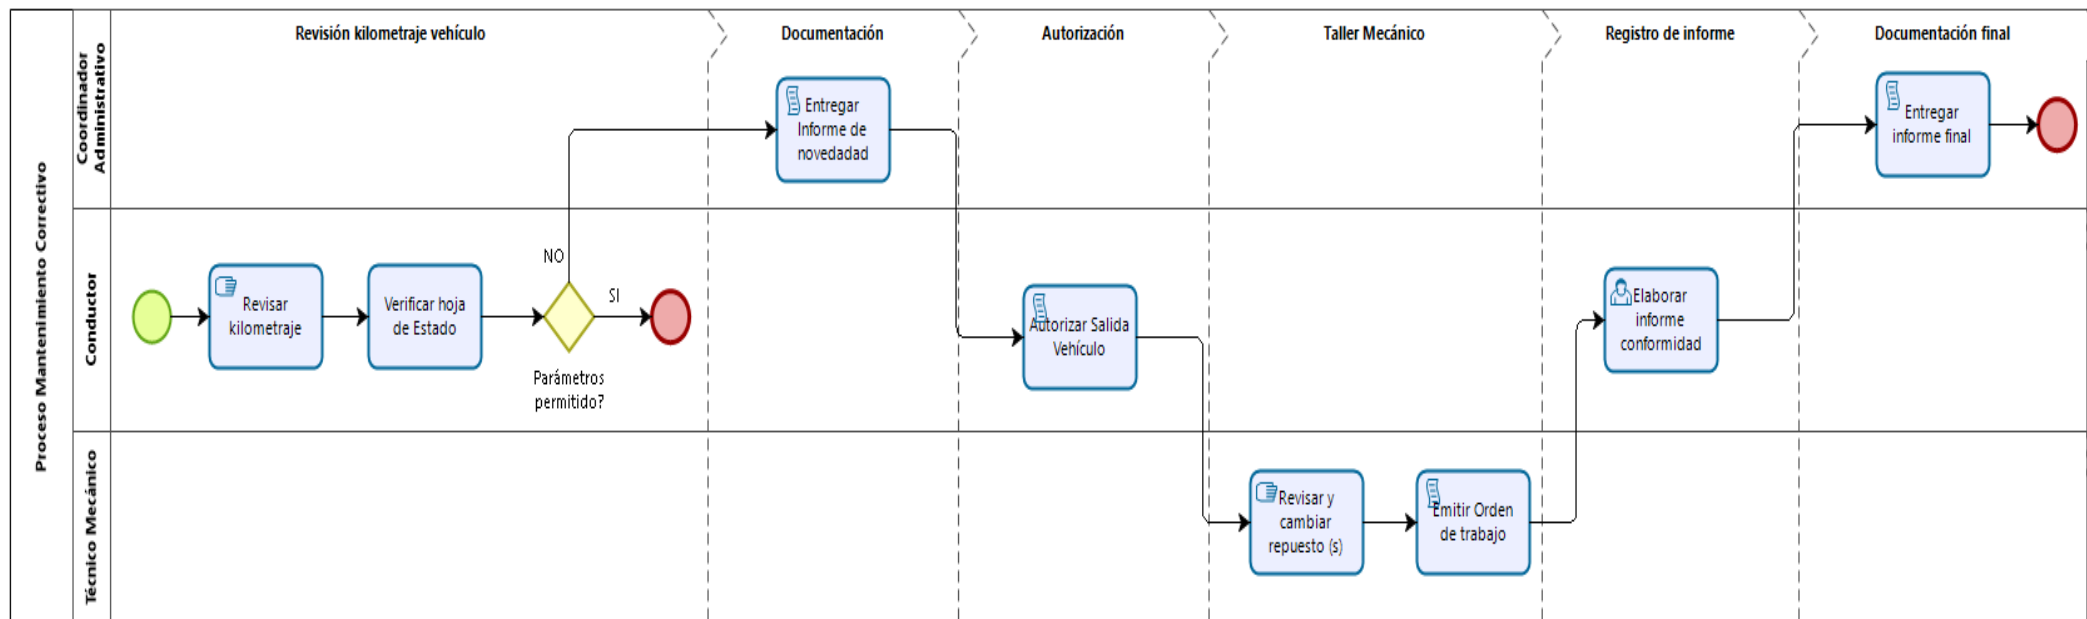 Proceso Mantenimiento Correctivo
Revisión kilometraje vehículo
Documentación
Autorización
Taller Mecánico
Registro de informe
Documentación final
Coordinador
Administrativo
Entregar
Informe de
novedadad
Entregar
informe final
Conductor
Revisar
kilometraje
Verificar hoja
de Estado
NO
SI
Parámetros
permitido?
Autorizar Salida
Vehículo
Elaborar
informe
conformidad
Técnico Mecánico
Revisar y
cambiar
repuesto (s)
Emitir Orden
de trabajo